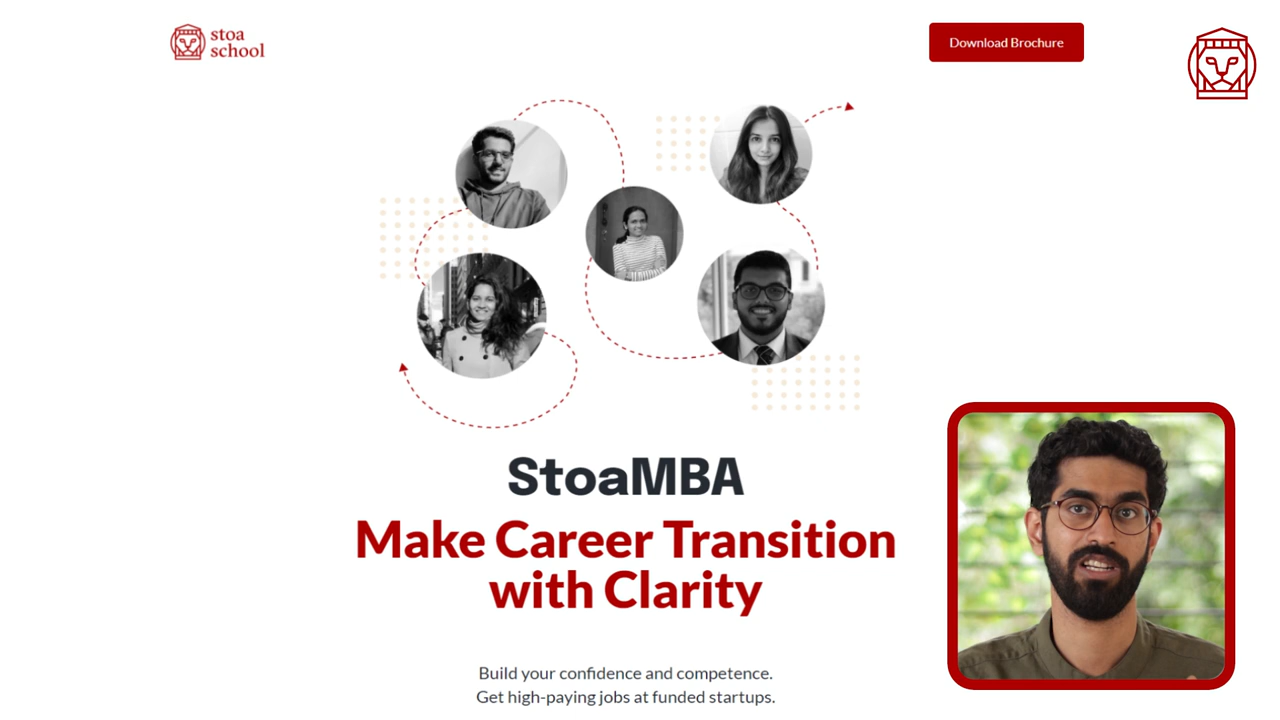 stoa
school
Download Brochure
StoaMBA
Make Career Transition
with Clarity
Build your confidence and competence.
Get high-paying jobs at funded startups.